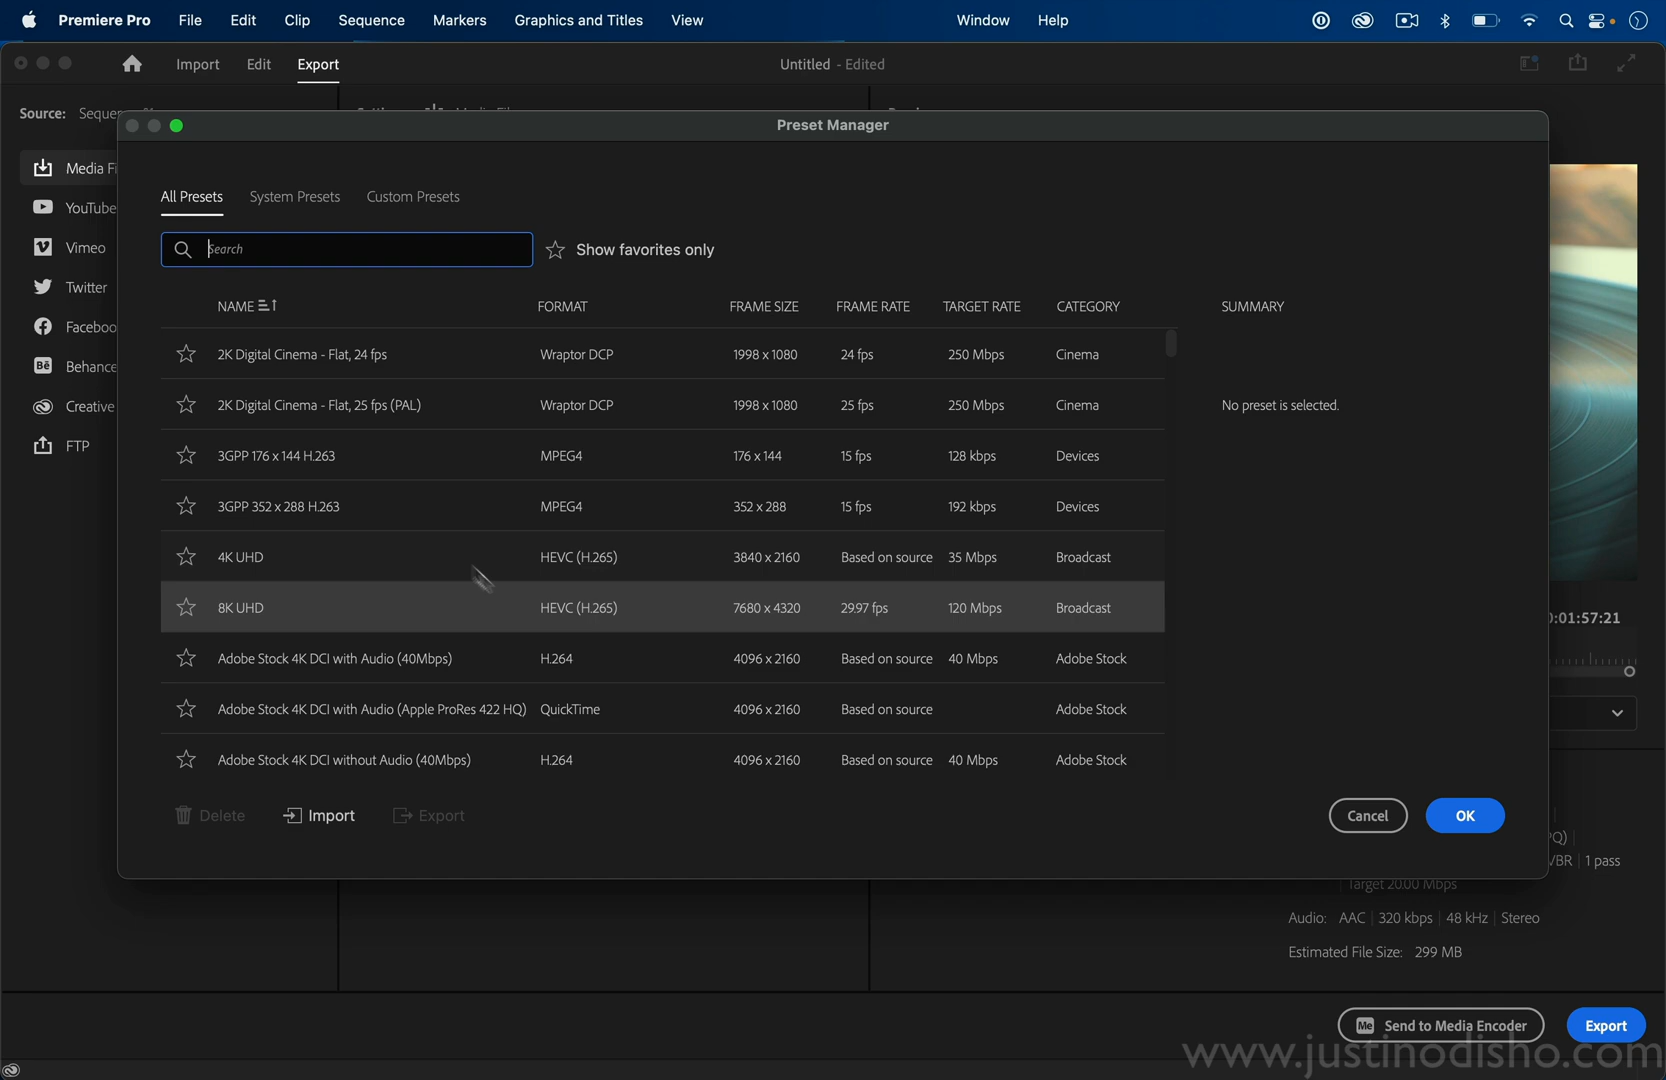 Premiere Pro File Edit Clip Sequence Markers Graphics and Titles View Window Help
Import Edit Export Untitled - Edited
Source:
Preset Manager
Media
YouTube
Vimeo
Twitter
Behance
Creative
FTP
All Presets System Presets Custom Presets
Search Show favorites only
NAME FORMAT FRAME SIZE FRAME RATE TARGET RATE CATEGORY SUMMARY
2K Digital Cinema - Flat, 24 fps Wraptor DCP 1998 x 1080 24 fps 250 Mbps Cinema
2K Digital Cinema - Flat, 25 fps (PAL) Wraptor DCP 1998 x 1080 25 fps 250 Mbps Cinema
No preset is selected.
3GPP 176 x 144 H.263 MPEG4 176 x 144 15 fps 128 kbps Devices
3GPP 352 x 288 H.263 MPEG4 352 x 288 15 fps 192 kbps Devices
4K UHD HEVC (H.265) 3840 x 2160 Based on source 35 Mbps Broadcast
8K UHD HEVC (H.265) 7680 x 4320 29.97 fps 120 Mbps Broadcast
Adobe Stock 4K DCI with Audio (40Mbps) H.264 4096 x 2160 Based on source 40 Mbps Adobe Stock
Adobe Stock 4K DCI with Audio (Apple ProRes 422 HQ) QuickTime 4096 x 2160 Based on source Adobe Stock
Adobe Stock 4K DCI without Audio (40Mbps) H.264 4096 x 2160 Based on source 40 Mbps Adobe Stock
:01:57:21
Delete Import Export Cancel OK
PQ)
VBR 1 pass
Target 20.00 Mbps
Audio: AAC 320 kbps 48 kHz Stereo
Estimated File Size: 299 MB
Me Send to Media Encoder Export
www.justinodisho.com